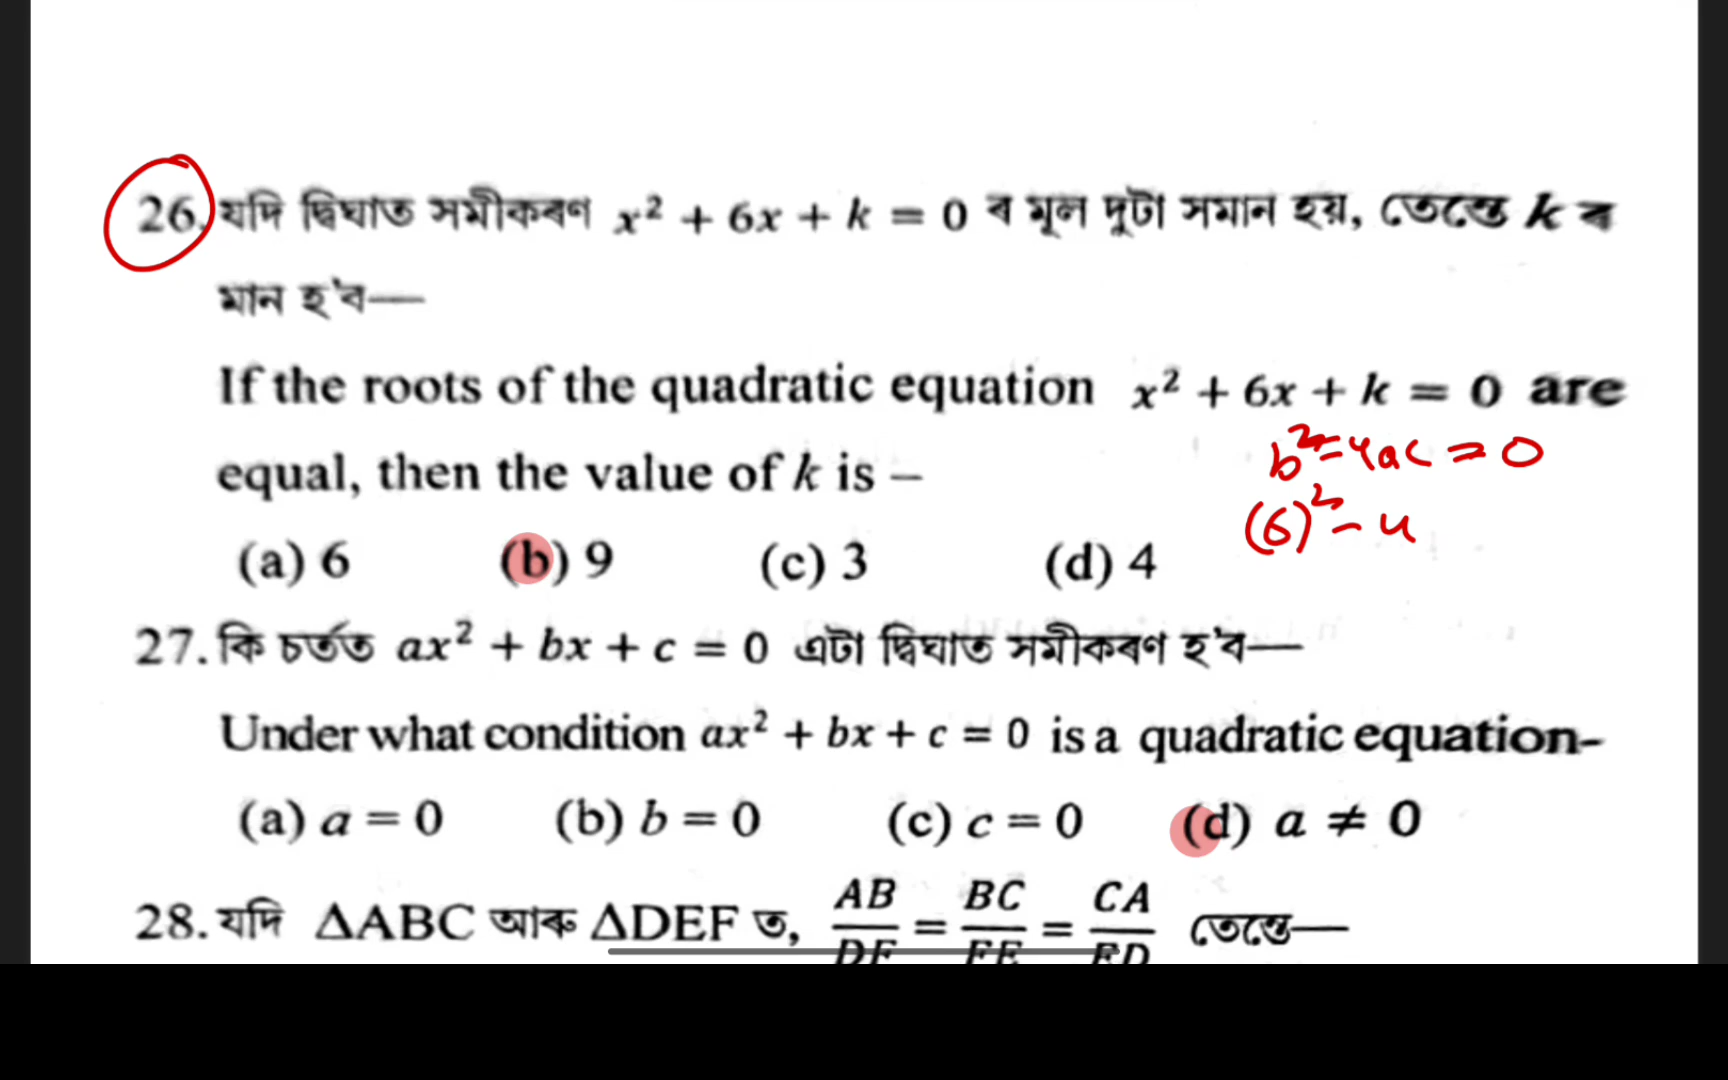 26. যদি দ্বিঘাত সমীকৰণ x² + 6x + k = 0 ৰ মূল দুটা সমান হয়, তেন্তে k ৰ
মান হ'ব—
If the roots of the quadratic equation x² + 6x + k = 0 are
b² - 4ac = 0
equal, then the value of k is –
(6)² - 4
(a) 6 (b) 9 (c) 3 (d) 4
27. কি চৰ্তত ax² + bx + c = 0 এটা দ্বিঘাত সমীকৰণ হ'ব—
Under what condition ax² + bx + c = 0 is a quadratic equation-
(a) a = 0 (b) b = 0 (c) c = 0 (d) a ≠ 0
28. যদি ΔABC আৰু ΔDEF ত, AB/DF = BC/FE = CA/ED তেন্তে—